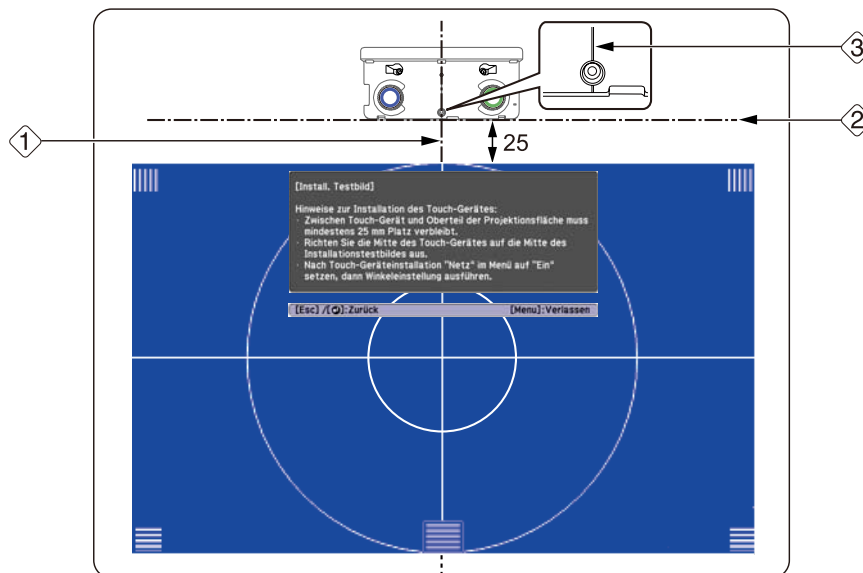 3
2
1
25
[Install. Testbild]
Hinweise zur Installation des Touch-Gerätes:
· Zwischen Touch-Gerät und Oberteil der Projektionsfläche muss
mindestens 25 mm Platz verbleibt.
· Richten Sie die Mitte des Touch-Gerätes auf die Mitte des
Installationstestbildes aus.
· Nach Touch-Geräteinstallation "Netz" im Menü auf "Ein"
setzen, dann Winkeleinstellung ausführen.
[Esc] /[⮌]:Zurück [Menu]:Verlassen